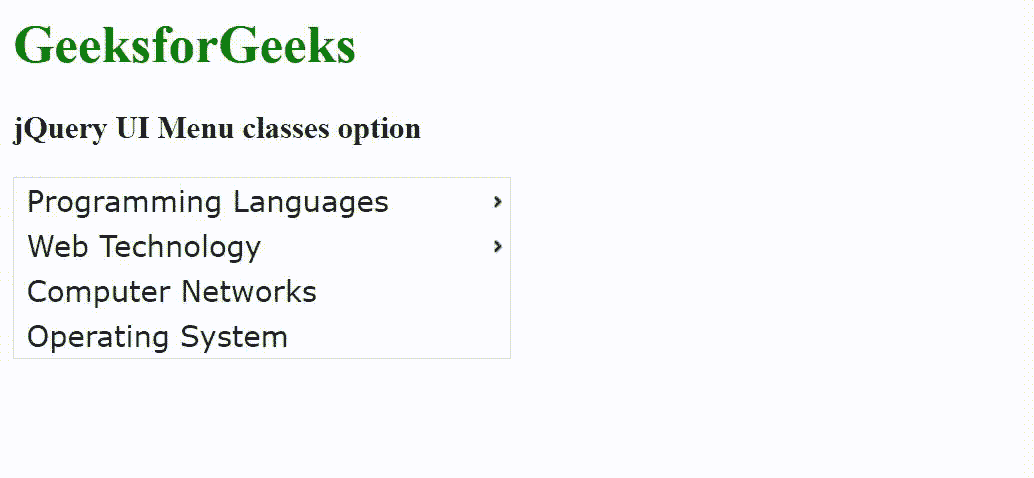 GeeksforGeeks
jQuery UI Menu classes option
Programming Languages
Web Technology
Computer Networks
Operating System